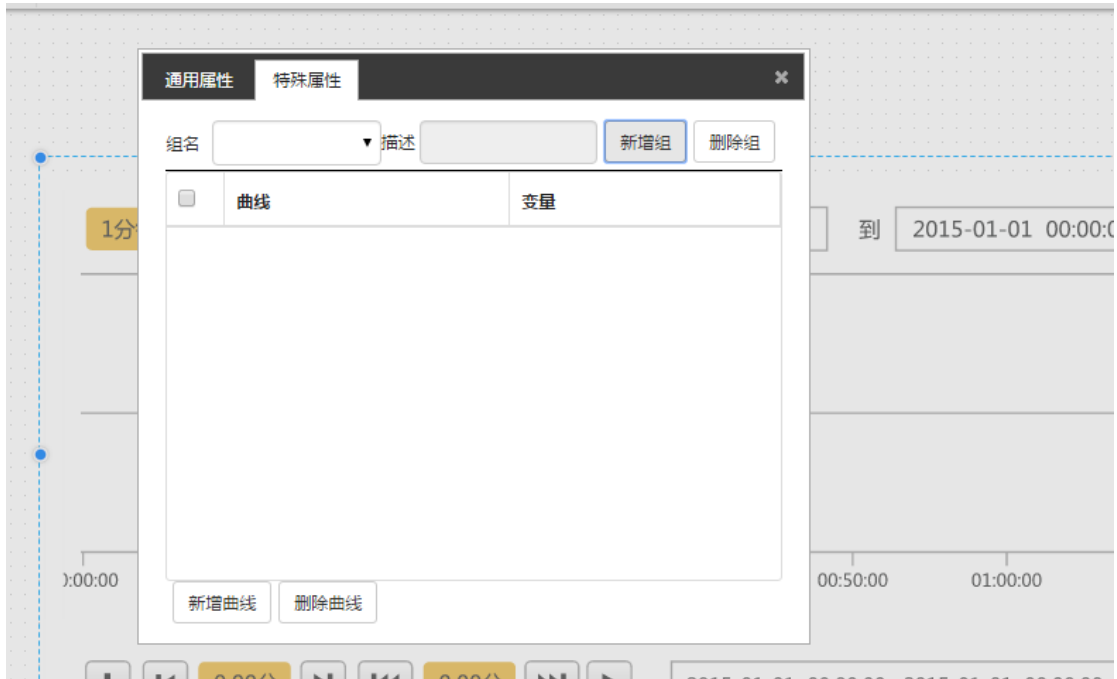 通用属性 特殊属性
组名 描述 新增组 删除组
曲线 变量
1分 到 2015-01-01 00:00:0
:00:00 00:50:00 01:00:00
新增曲线 删除曲线